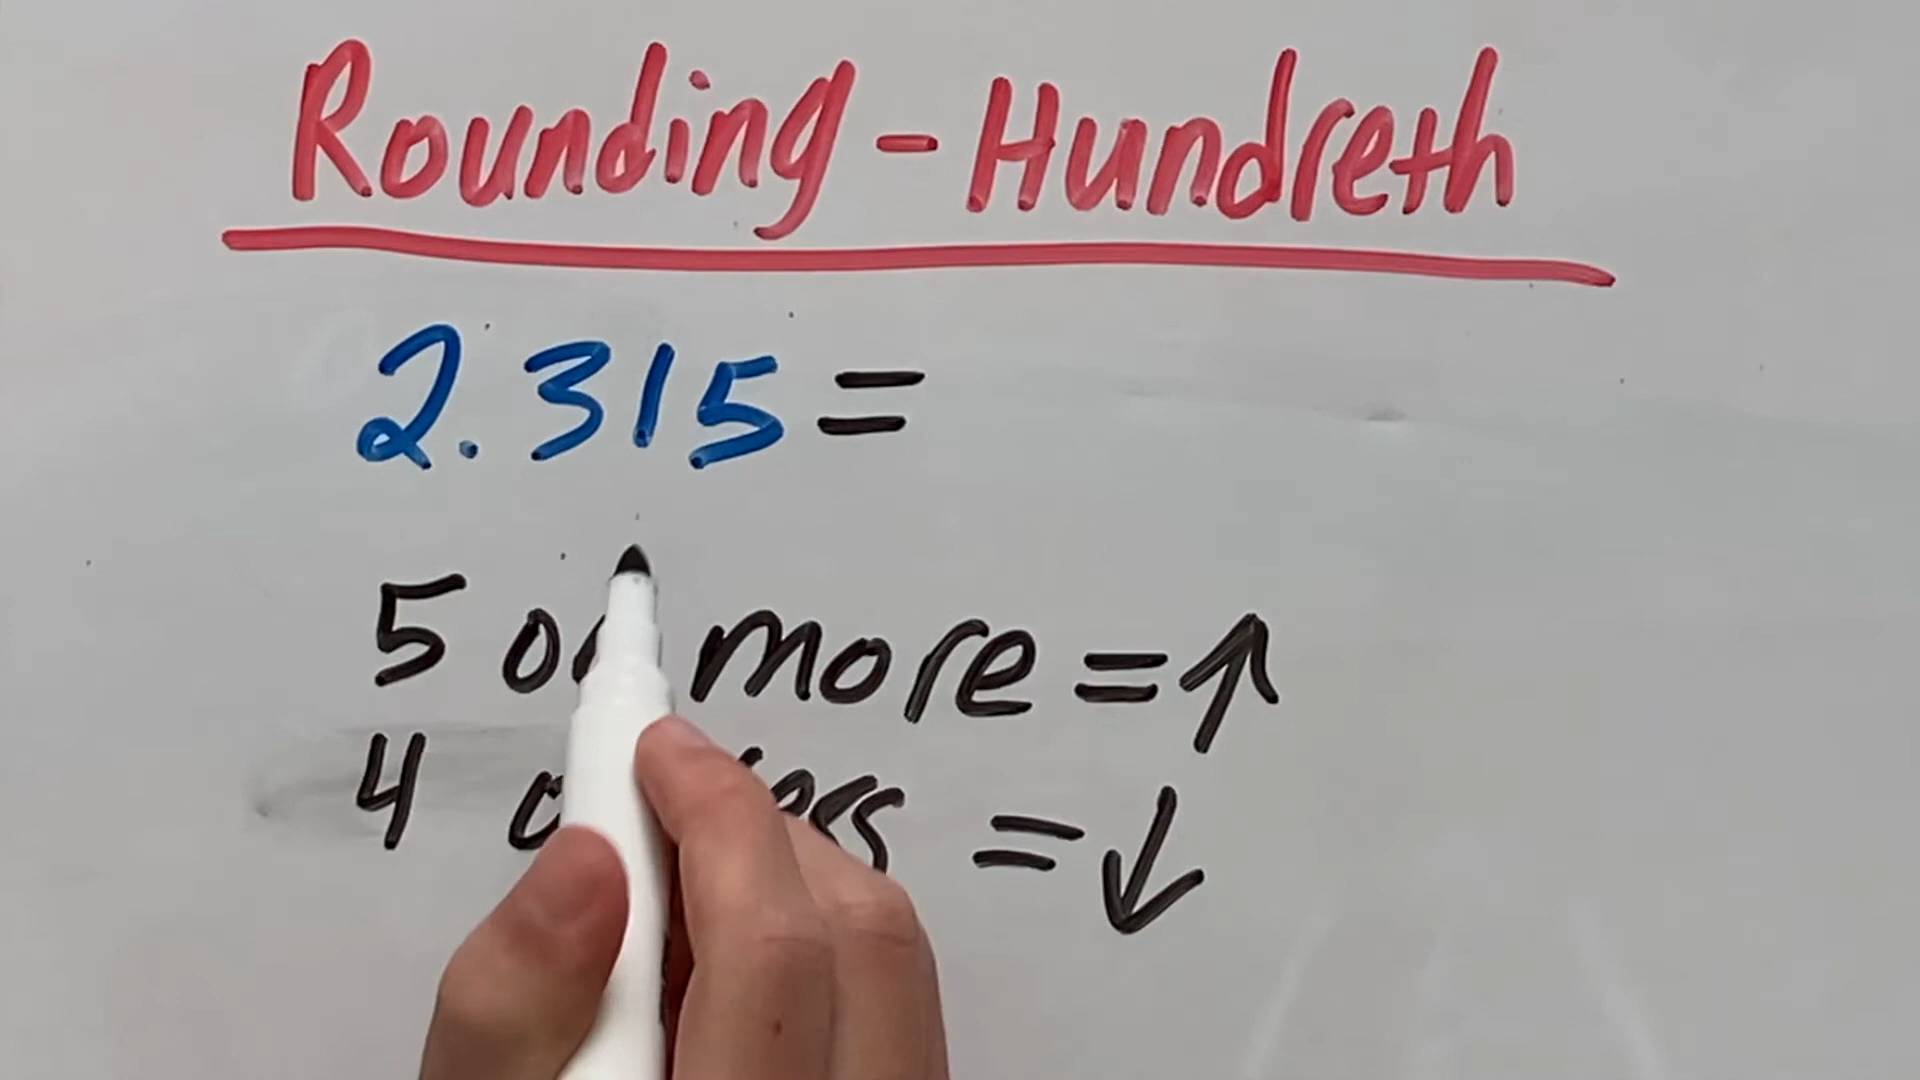 Rounding - Hundreth
2.315=
5 more = ↑
4 = ↓